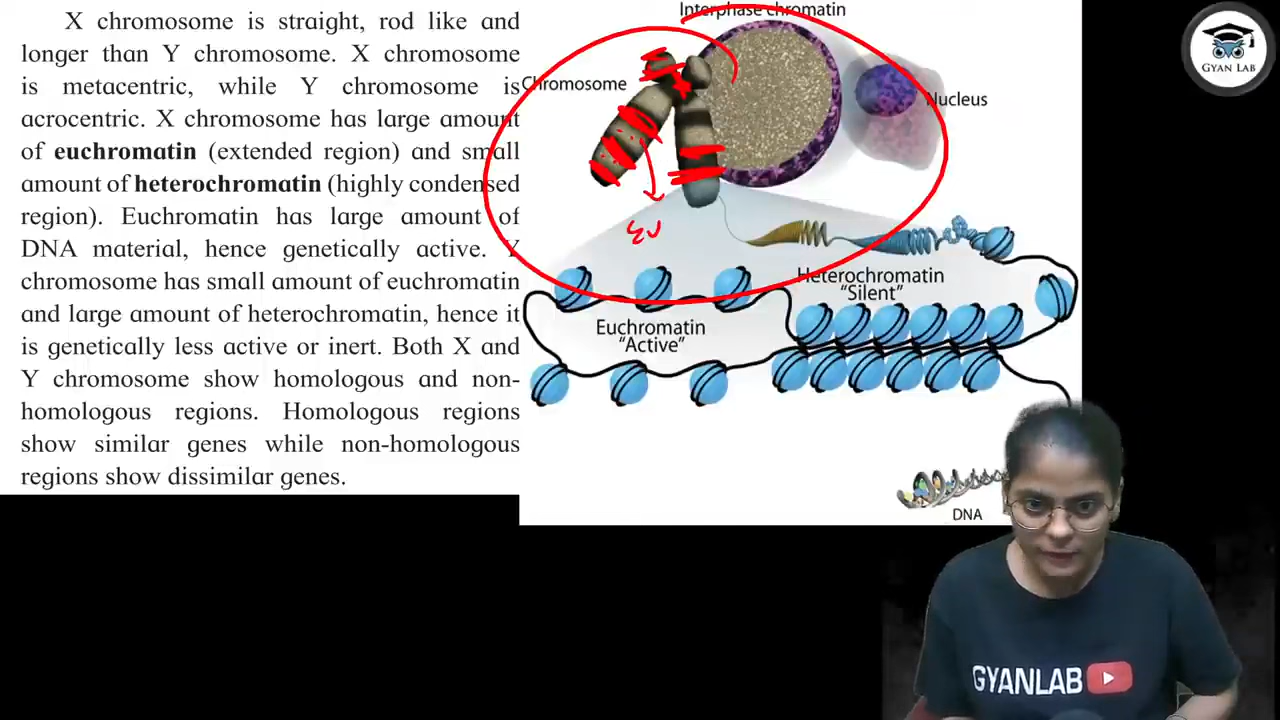 X chromosome is straight, rod like and
longer than Y chromosome. X chromosome
is metacentric, while Y chromosome is
acrocentric. X chromosome has large amount
of euchromatin (extended region) and small
amount of heterochromatin (highly condensed
region). Euchromatin has large amount of
DNA material, hence genetically active. Y
chromosome has small amount of euchromatin
and large amount of heterochromatin, hence it
is genetically less active or inert. Both X and
Y chromosome show homologous and non-
homologous regions. Homologous regions
show similar genes while non-homologous
regions show dissimilar genes.
Interphase chromatin
Chromosome
Nucleus
EU
Heterochromatin
"Silent"
Euchromatin
"Active"
DNA
GYAN LAB
GYANLAB